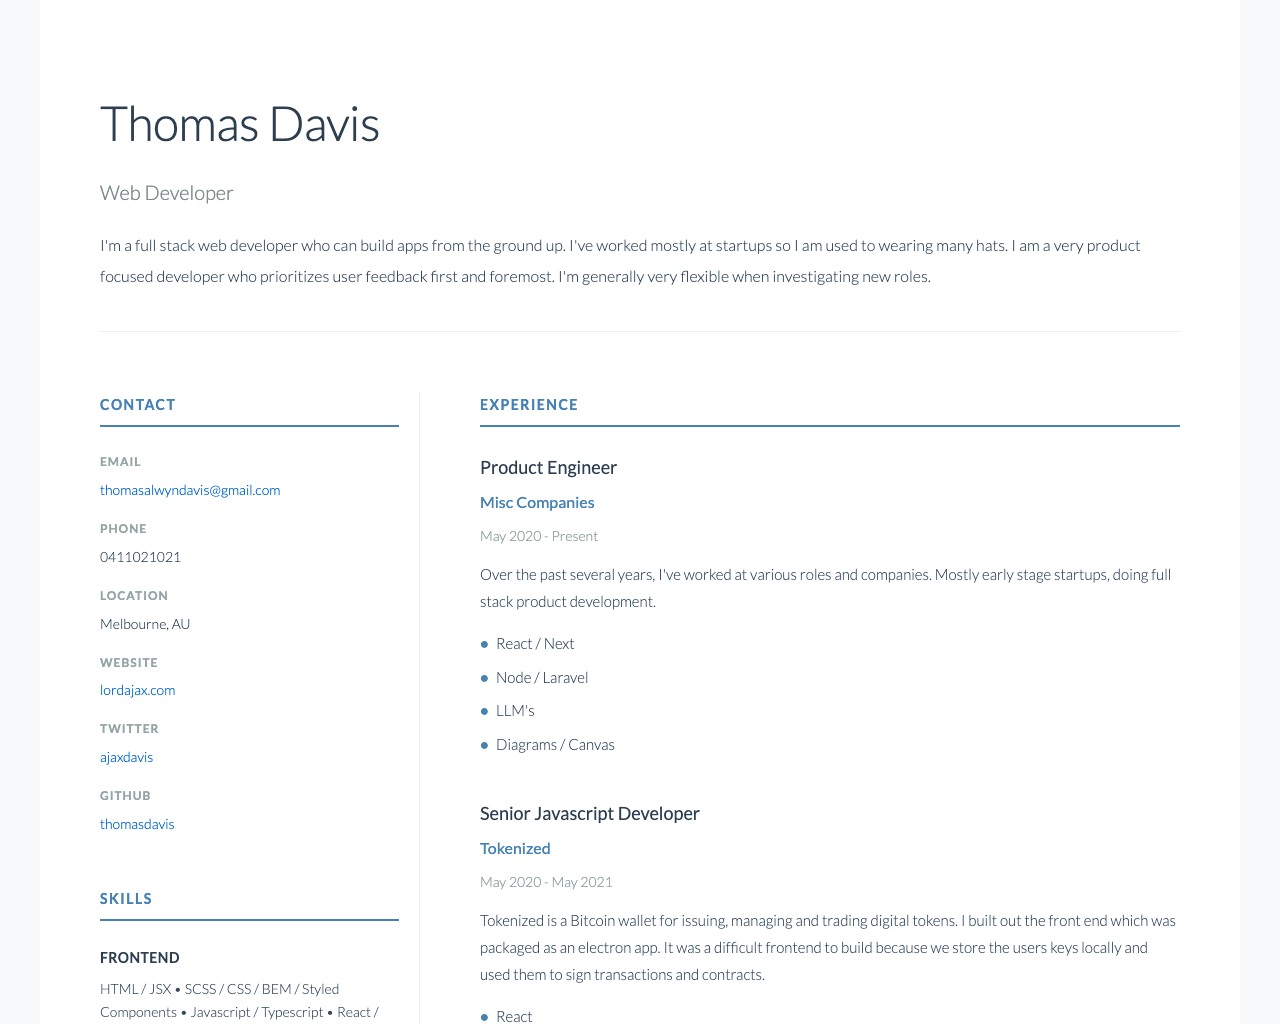 Thomas Davis
Web Developer
I'm a full stack web developer who can build apps from the ground up. I've worked mostly at startups so I am used to wearing many hats. I am a very product
focused developer who prioritizes user feedback first and foremost. I'm generally very flexible when investigating new roles.
CONTACT
EMAIL
thomasalwyndavis@gmail.com
PHONE
0411021021
LOCATION
Melbourne, AU
WEBSITE
lordajax.com
TWITTER
ajaxdavis
GITHUB
thomasdavis
SKILLS
FRONTEND
HTML / JSX • SCSS / CSS / BEM / Styled
Components • Javascript / Typescript • React /
EXPERIENCE
Product Engineer
Misc Companies
May 2020 - Present
Over the past several years, I've worked at various roles and companies. Mostly early stage startups, doing full
stack product development.
• React / Next
• Node / Laravel
• LLM's
• Diagrams / Canvas
Senior Javascript Developer
Tokenized
May 2020 - May 2021
Tokenized is a Bitcoin wallet for issuing, managing and trading digital tokens. I built out the front end which was
packaged as an electron app. It was a difficult frontend to build because we store the users keys locally and
used them to sign transactions and contracts.
• React